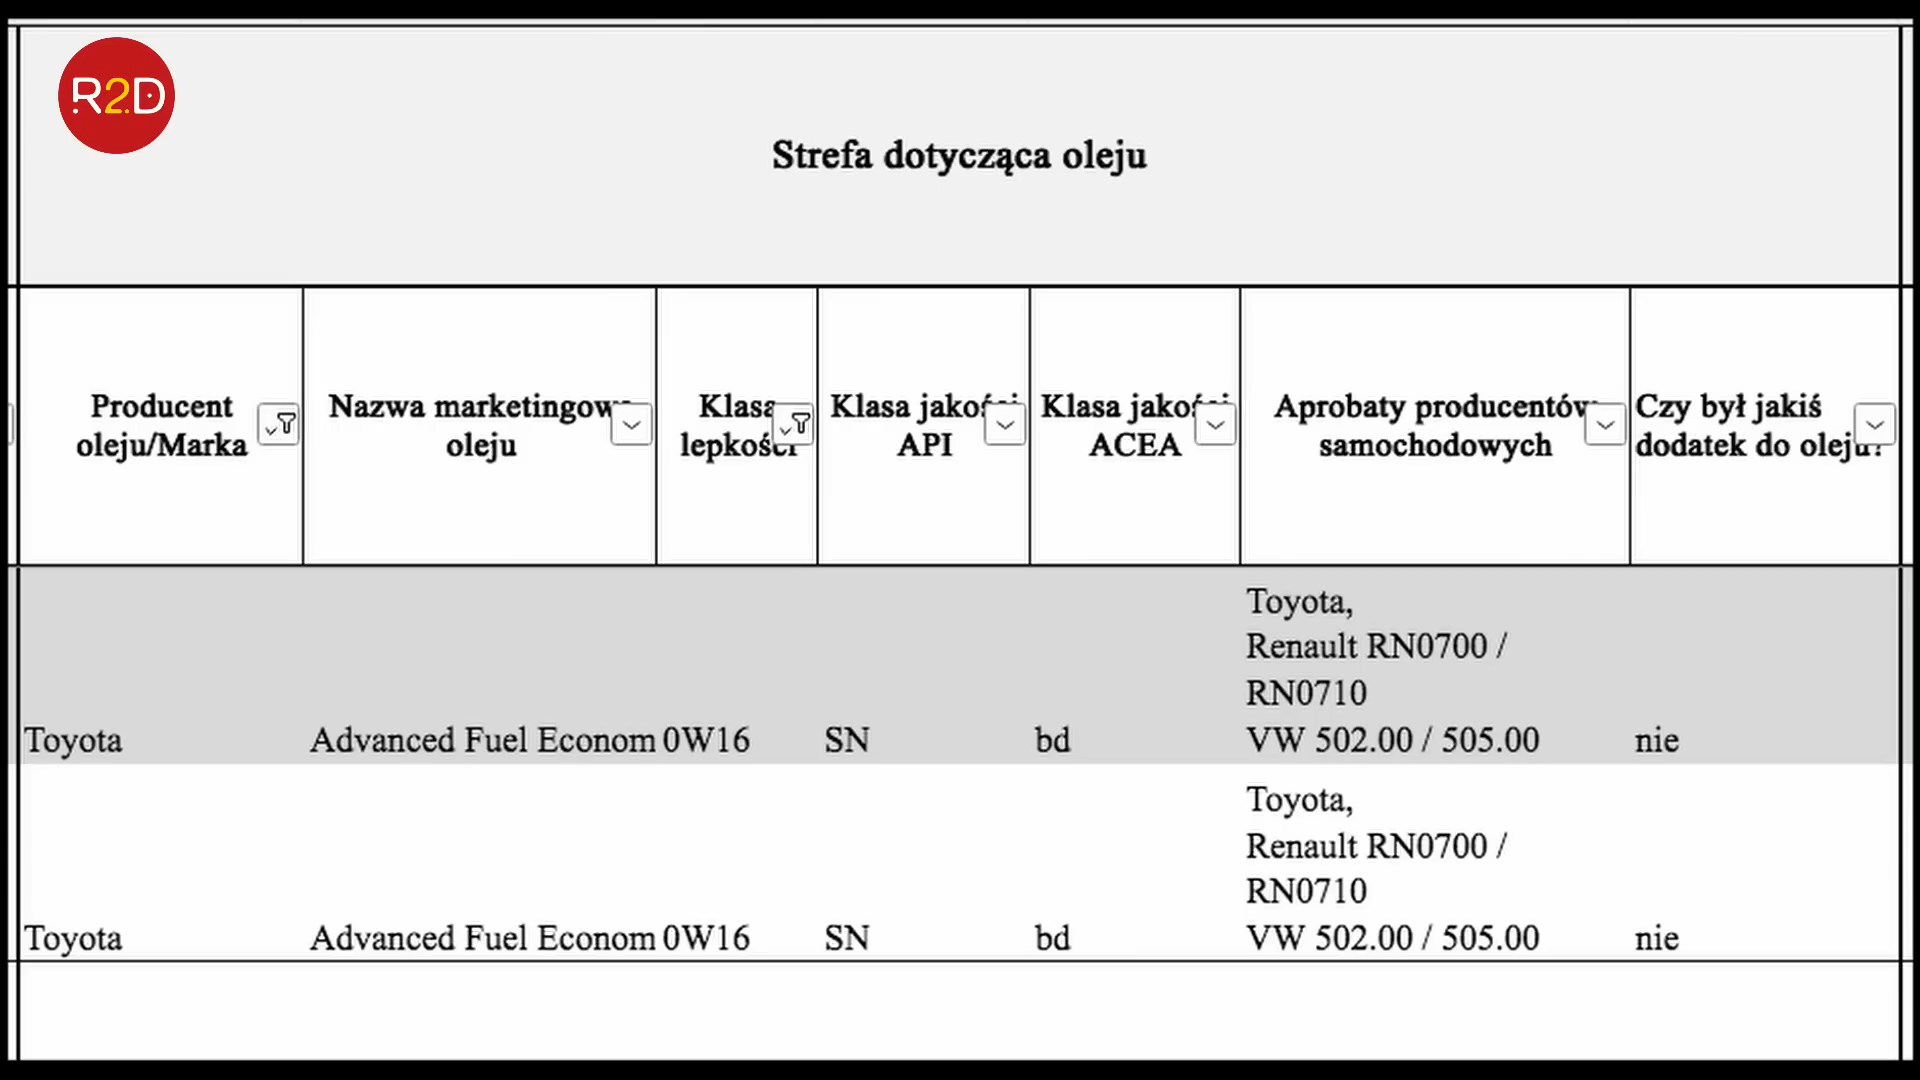 R2D
Strefa dotycząca oleju
Producent
oleju/Marka
Nazwa marketingow
oleju
Klasa
lepkości
Klasa jakości
API
Klasa jakości
ACEA
Aprobaty producentów
samochodowych
Czy był jakiś
dodatek do oleju?
Toyota Advanced Fuel Econom 0W16 SN bd
Toyota,
Renault RN0700 /
RN0710
VW 502.00 / 505.00
nie
Toyota Advanced Fuel Econom 0W16 SN bd
Toyota,
Renault RN0700 /
RN0710
VW 502.00 / 505.00
nie